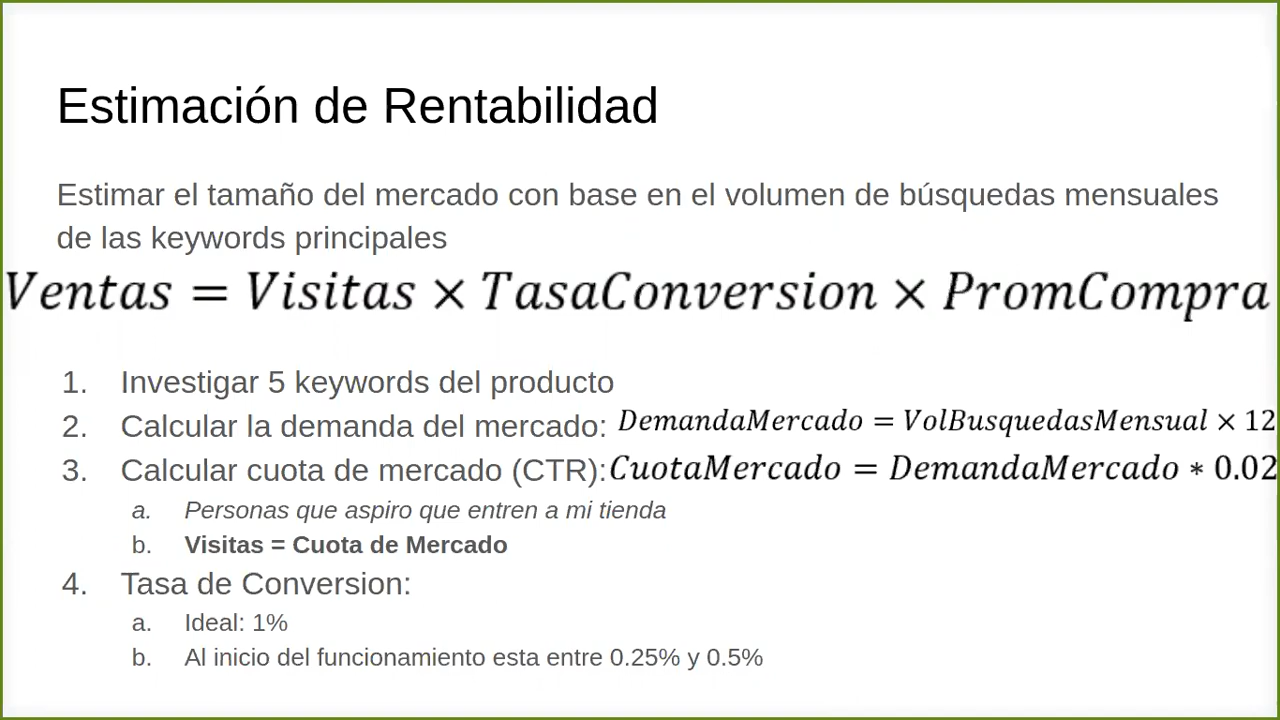 Estimación de Rentabilidad
Estimar el tamaño del mercado con base en el volumen de búsquedas mensuales
de las keywords principales
Ventas = Visitas × TasaConversion × PromCompra
1. Investigar 5 keywords del producto
2. Calcular la demanda del mercado: DemandaMercado = VolBusquedasMensual × 12
3. Calcular cuota de mercado (CTR): CuotaMercado = DemandaMercado * 0.02
a. Personas que aspiro que entren a mi tienda
b. Visitas = Cuota de Mercado
4. Tasa de Conversion:
a. Ideal: 1%
b. Al inicio del funcionamiento esta entre 0.25% y 0.5%